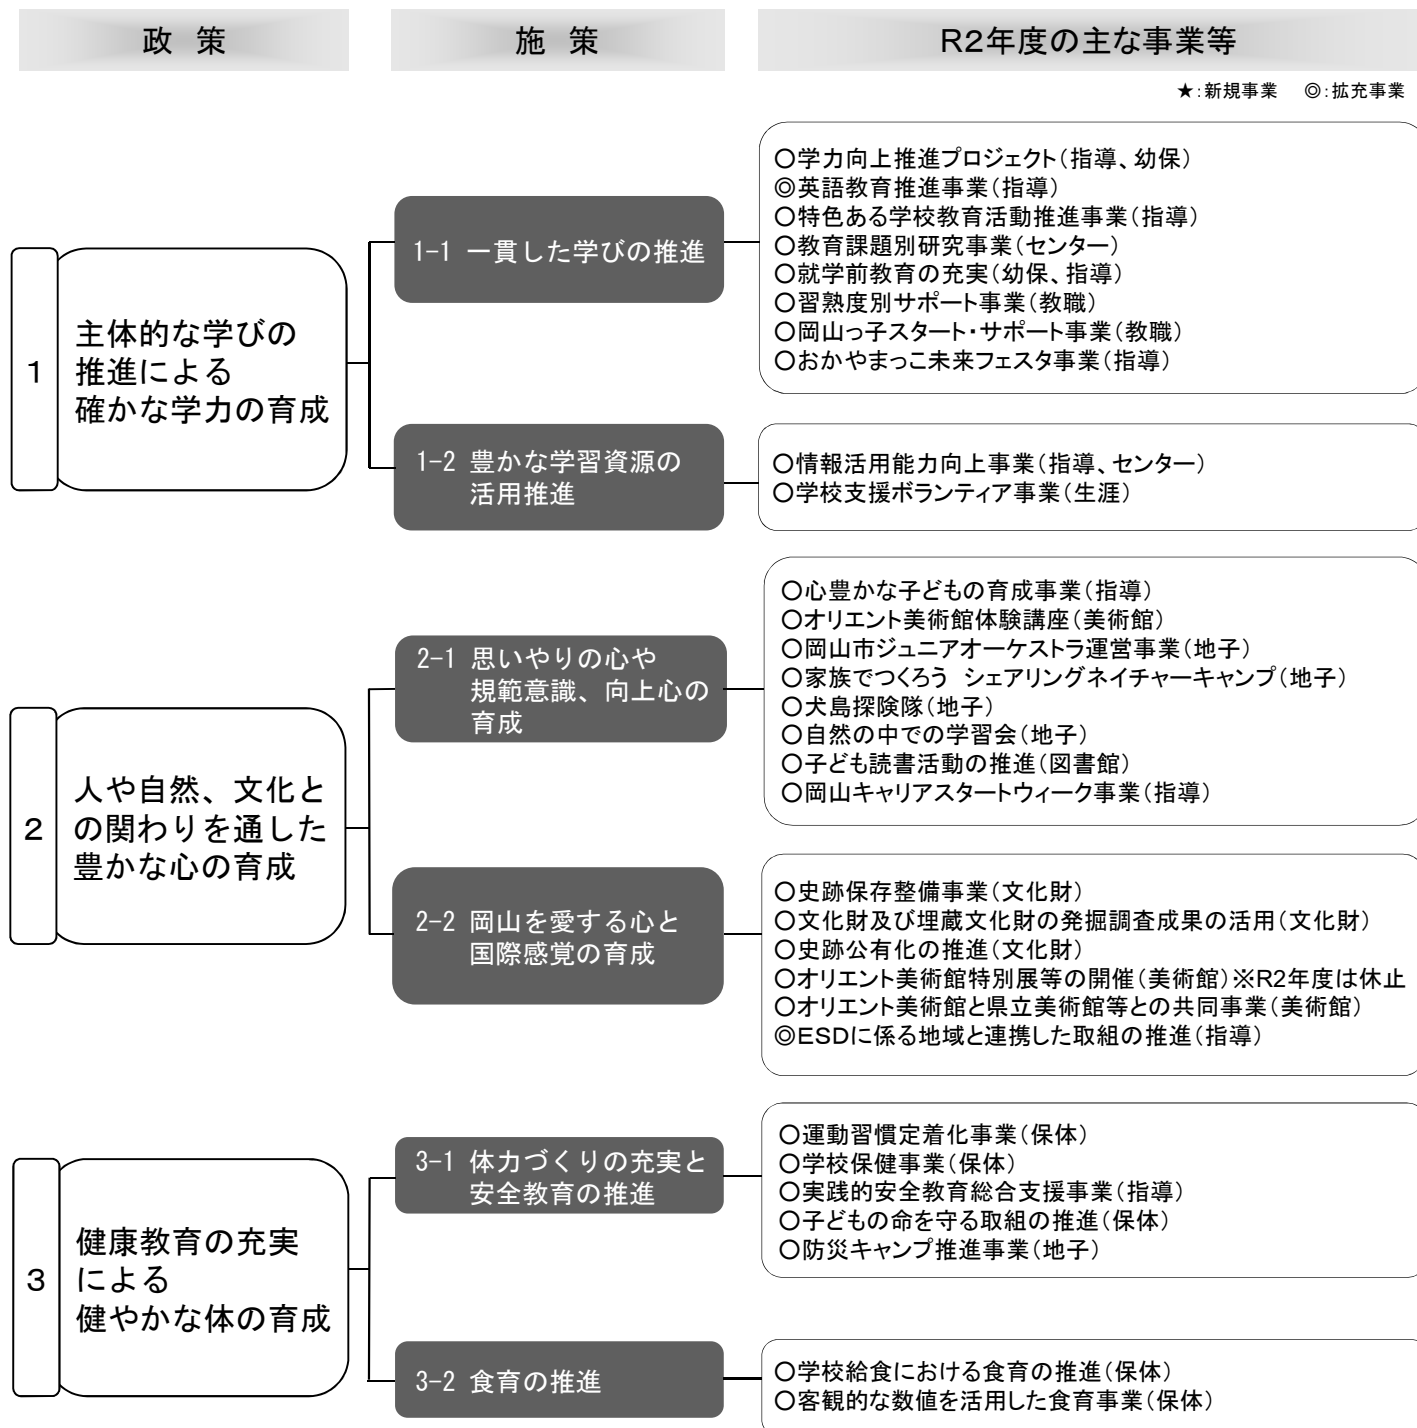 政 策
施 策
R2年度の主な事業等
★:新規事業 ◎:拡充事業
1
主体的な学びの
推進による
確かな学力の育成
1-1 一貫した学びの推進
○学力向上推進プロジェクト(指導、幼保)
◎英語教育推進事業(指導)
○特色ある学校教育活動推進事業(指導)
○教育課題別研究事業(センター)
○就学前教育の充実(幼保、指導)
○習熟度別サポート事業(教職)
○岡山っ子スタート・サポート事業(教職)
○おかやまっこ未来フェスタ事業(指導)
1-2 豊かな学習資源の
活用推進
○情報活用能力向上事業(指導、センター)
○学校支援ボランティア事業(生涯)
2
人や自然、文化と
の関わりを通した
豊かな心の育成
2-1 思いやりの心や
規範意識、向上心の
育成
○心豊かな子どもの育成事業(指導)
○オリエント美術館体験講座(美術館)
○岡山市ジュニアオーケストラ運営事業(地子)
○家族でつくろう シェアリングネイチャーキャンプ(地子)
○犬島探険隊(地子)
○自然の中での学習会(地子)
○子ども読書活動の推進(図書館)
○岡山キャリアスタートウィーク事業(指導)
2-2 岡山を愛する心と
国際感覚の育成
○史跡保存整備事業(文化財)
○文化財及び埋蔵文化財の発掘調査成果の活用(文化財)
○史跡公有化の推進(文化財)
○オリエント美術館特別展等の開催(美術館)※R2年度は休止
○オリエント美術館と県立美術館等との共同事業(美術館)
◎ESDに係る地域と連携した取組の推進(指導)
3
健康教育の充実
による
健やかな体の育成
3-1 体力づくりの充実と
安全教育の推進
○運動習慣定着化事業(保体)
○学校保健事業(保体)
○実践的安全教育総合支援事業(指導)
○子どもの命を守る取組の推進(保体)
○防災キャンプ推進事業(地子)
3-2 食育の推進
○学校給食における食育の推進(保体)
○客観的な数値を活用した食育事業(保体)